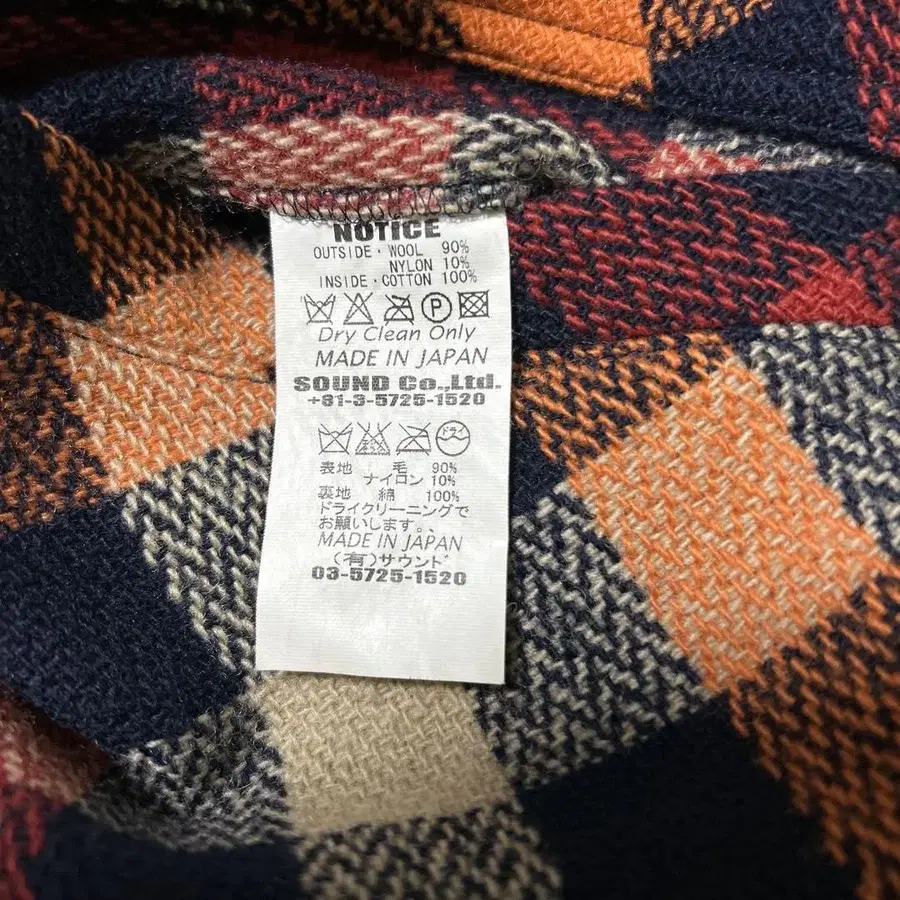 NOTICE
OUTSIDE・WOOL 90%
NYLON 10%
INSIDE・COTTON 100%
P
Dry Clean Only
MADE IN JAPAN
SOUND Co.,Ltd.
+81-3-5725-1520
ドライ
表地 毛 90%
ナイロン 10%
裏地 綿 100%
ドライクリーニングで
お願いします。
MADE IN JAPAN
(有)サウンド
03-5725-1520